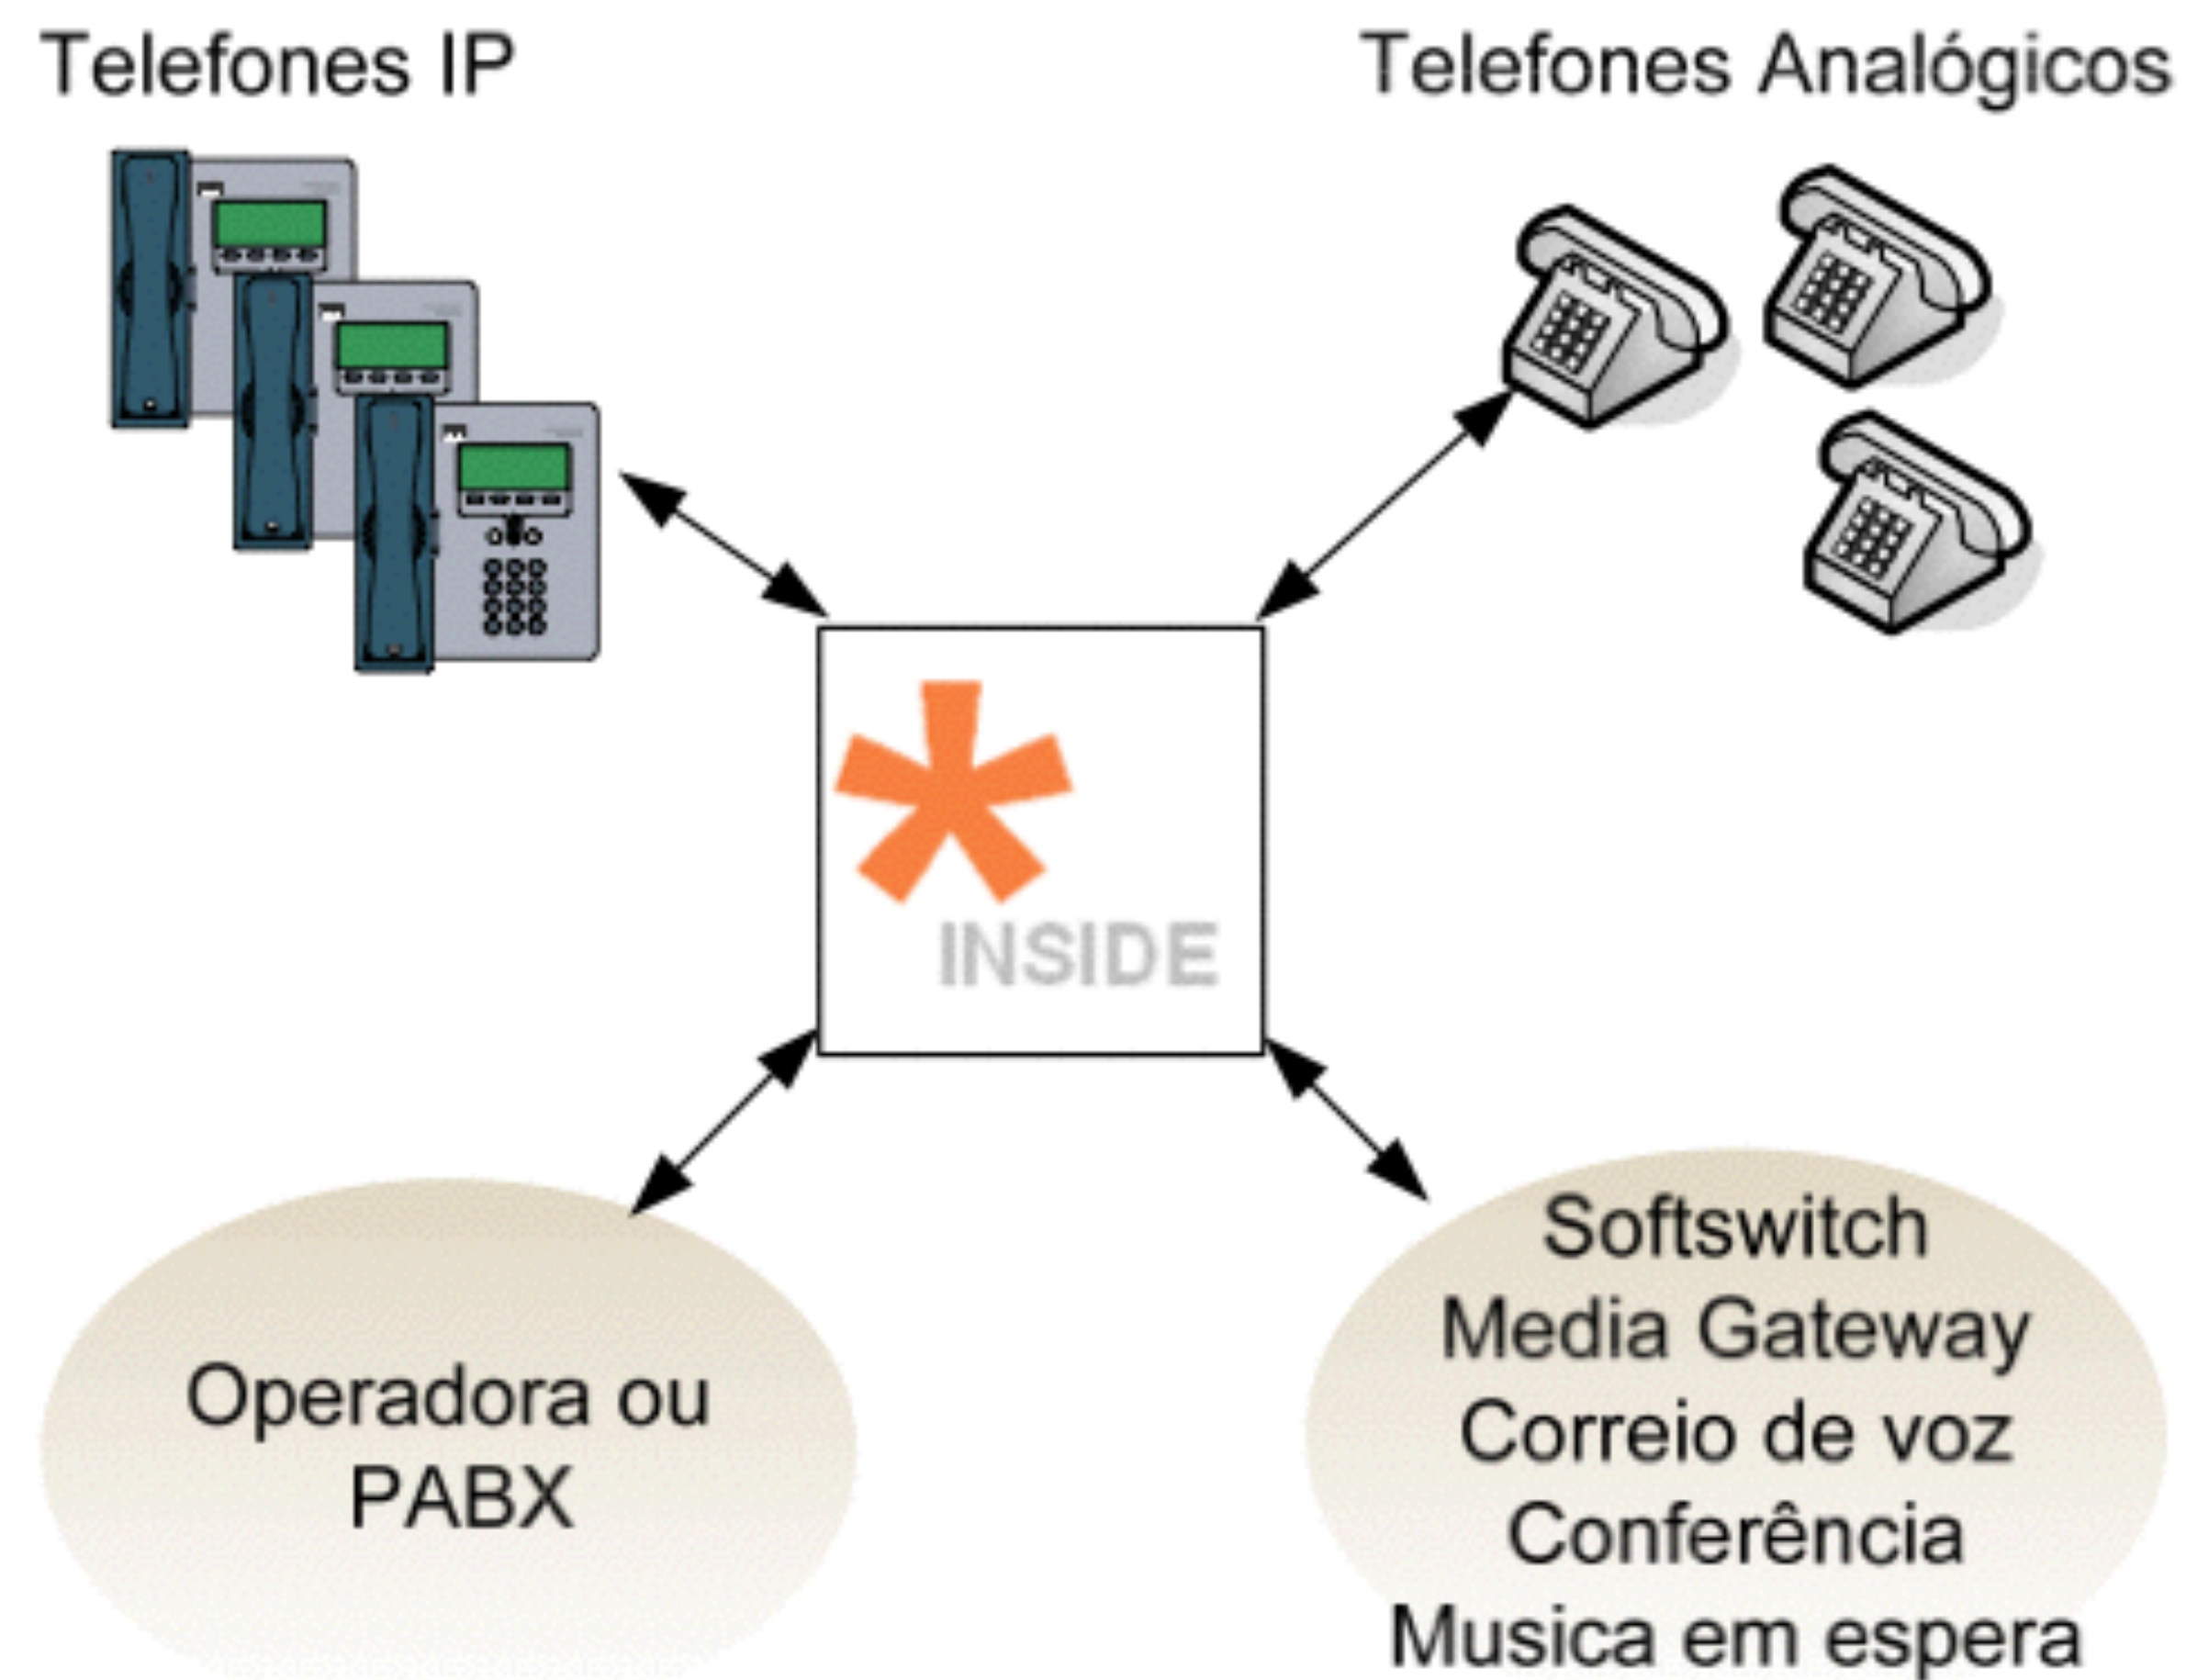 Telefones IP
Telefones Analógicos
INSIDE
Operadora ou
PABX
Softswitch
Media Gateway
Correio de voz
Conferência
Musica em espera